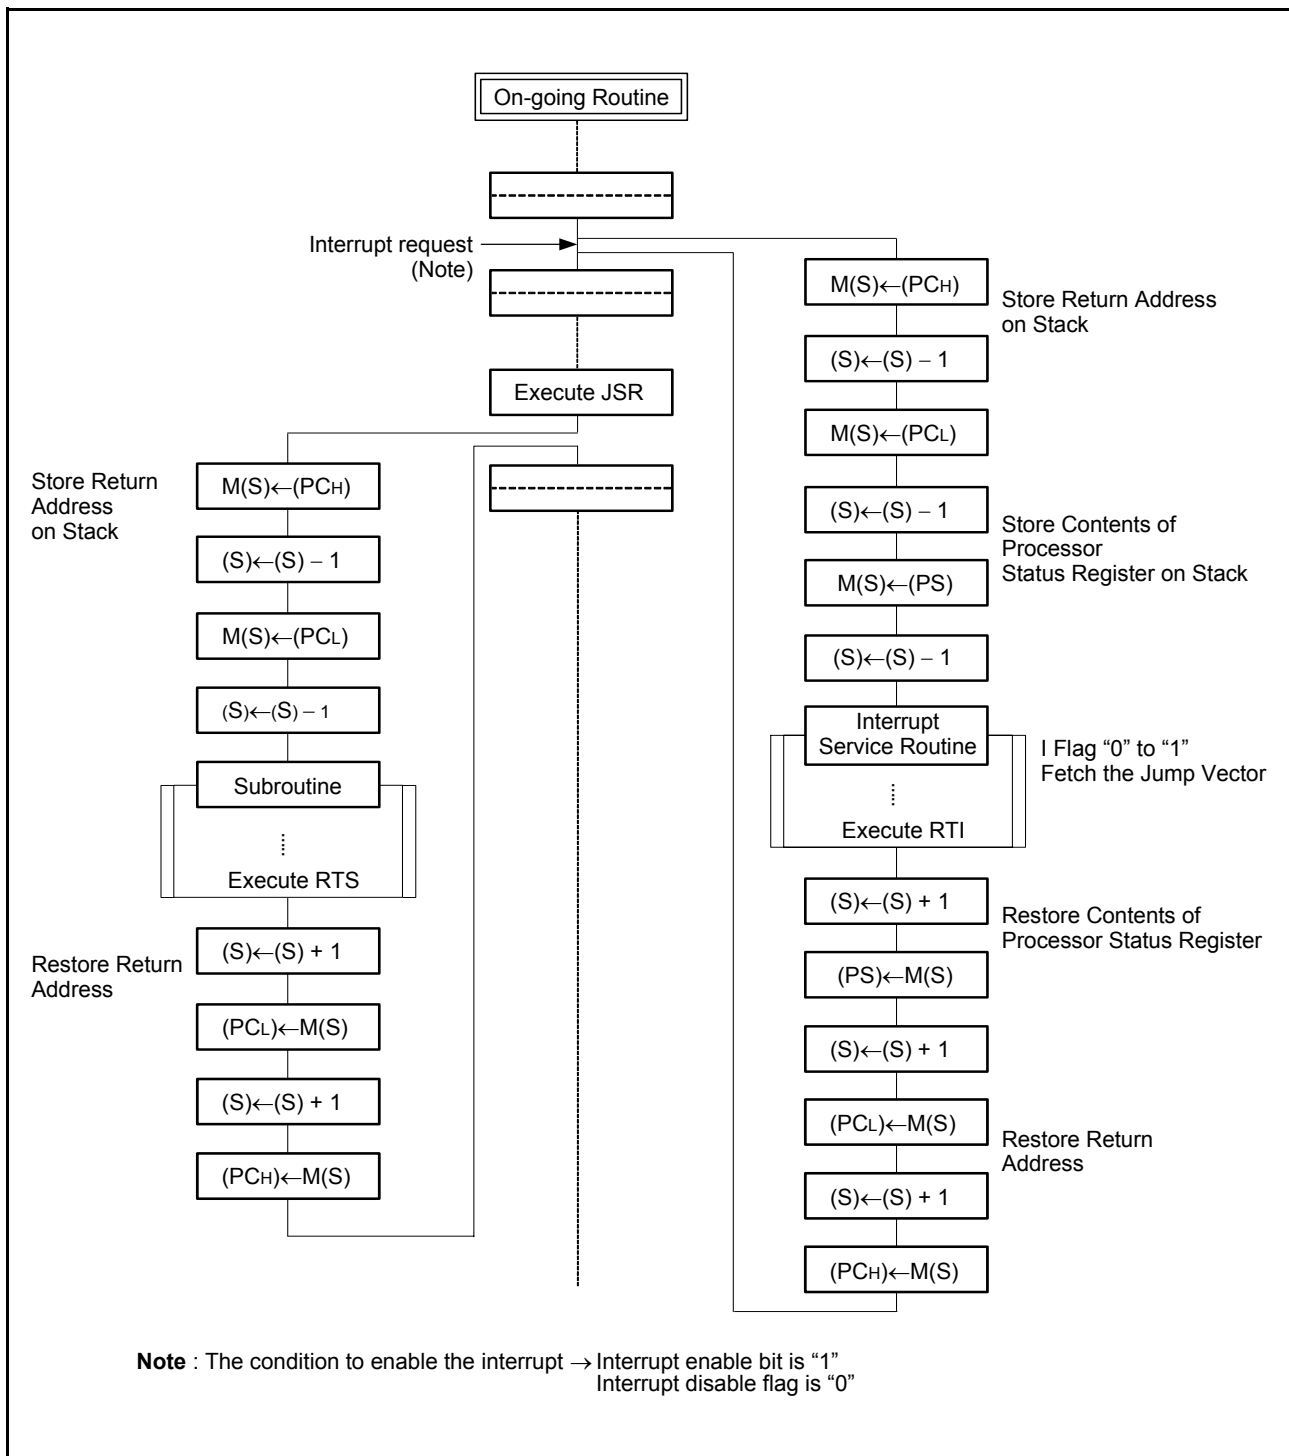 On-going Routine
Interrupt request
(Note)
Execute JSR
Store Return
Address
on Stack
M(S)←(PCH)
(S)←(S) – 1
M(S)←(PCL)
(S)←(S) – 1
Subroutine
Execute RTS
Restore Return
Address
(S)←(S) + 1
(PCL)←M(S)
(S)←(S) + 1
(PCH)←M(S)
M(S)←(PCH)
Store Return Address
on Stack
(S)←(S) – 1
M(S)←(PCL)
(S)←(S) – 1
Store Contents of
Processor
Status Register on Stack
M(S)←(PS)
(S)←(S) – 1
Interrupt
Service Routine
I Flag “0” to “1”
Fetch the Jump Vector
Execute RTI
(S)←(S) + 1
Restore Contents of
Processor Status Register
(PS)←M(S)
(S)←(S) + 1
(PCL)←M(S)
Restore Return
Address
(S)←(S) + 1
(PCH)←M(S)
Note : The condition to enable the interrupt → Interrupt enable bit is “1”
Interrupt disable flag is “0”